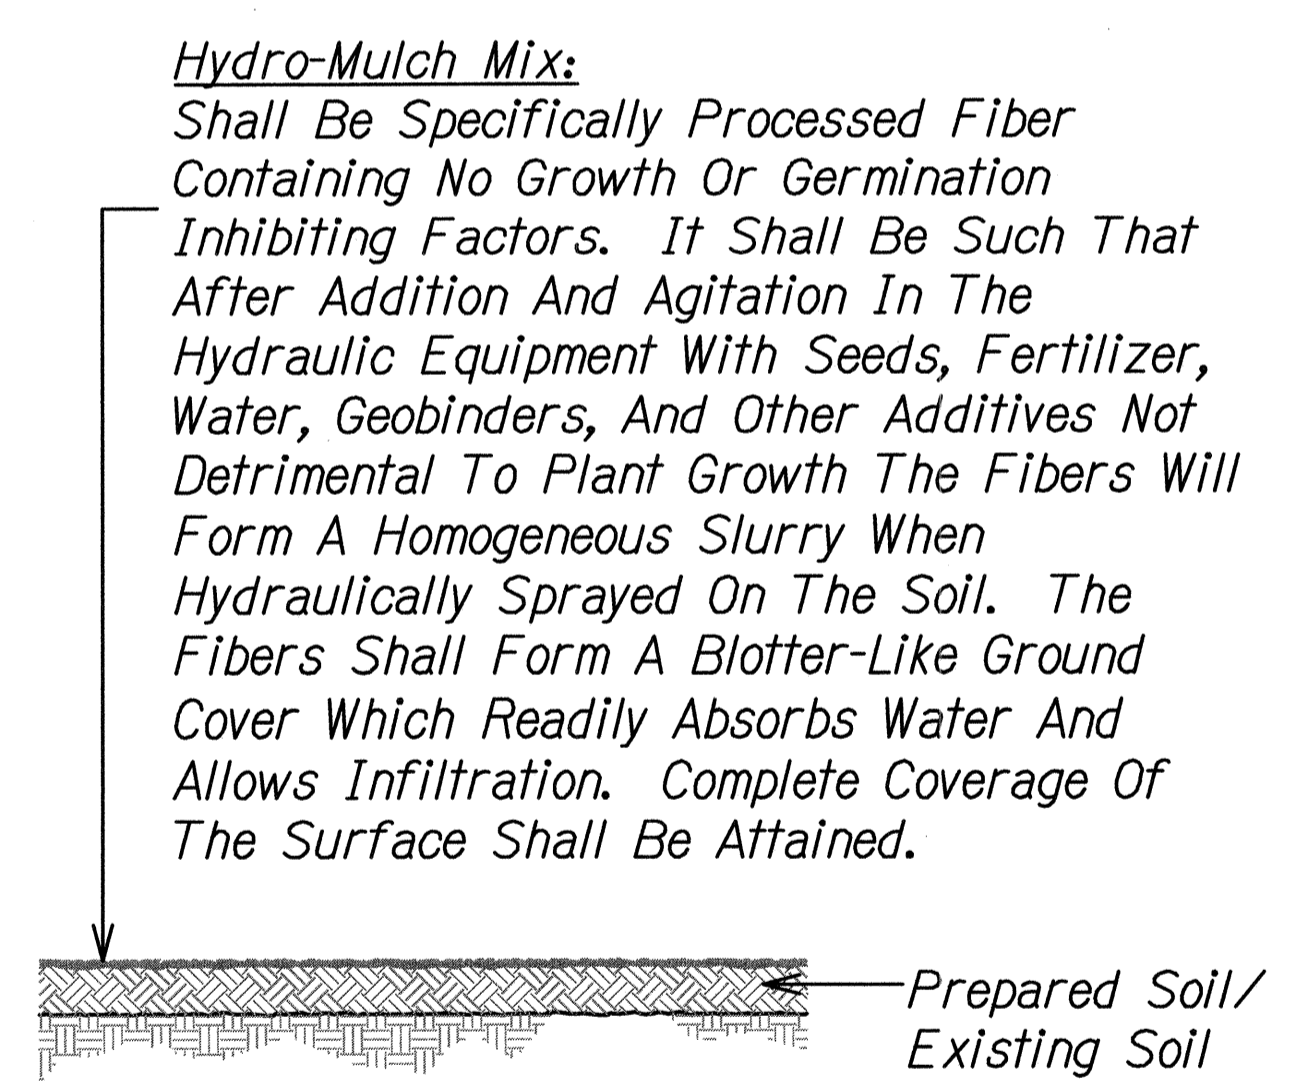 Hydro-Mulch Mix:
Shall Be Specifically Processed Fiber
Containing No Growth Or Germination
Inhibiting Factors. It Shall Be Such That
After Addition And Agitation In The
Hydraulic Equipment With Seeds, Fertilizer,
Water, Geobinders, And Other Additives Not
Detrimental To Plant Growth The Fibers Will
Form A Homogeneous Slurry When
Hydraulically Sprayed On The Soil. The
Fibers Shall Form A Blotter-Like Ground
Cover Which Readily Absorbs Water And
Allows Infiltration. Complete Coverage Of
The Surface Shall Be Attained.
Prepared Soil/
Existing Soil